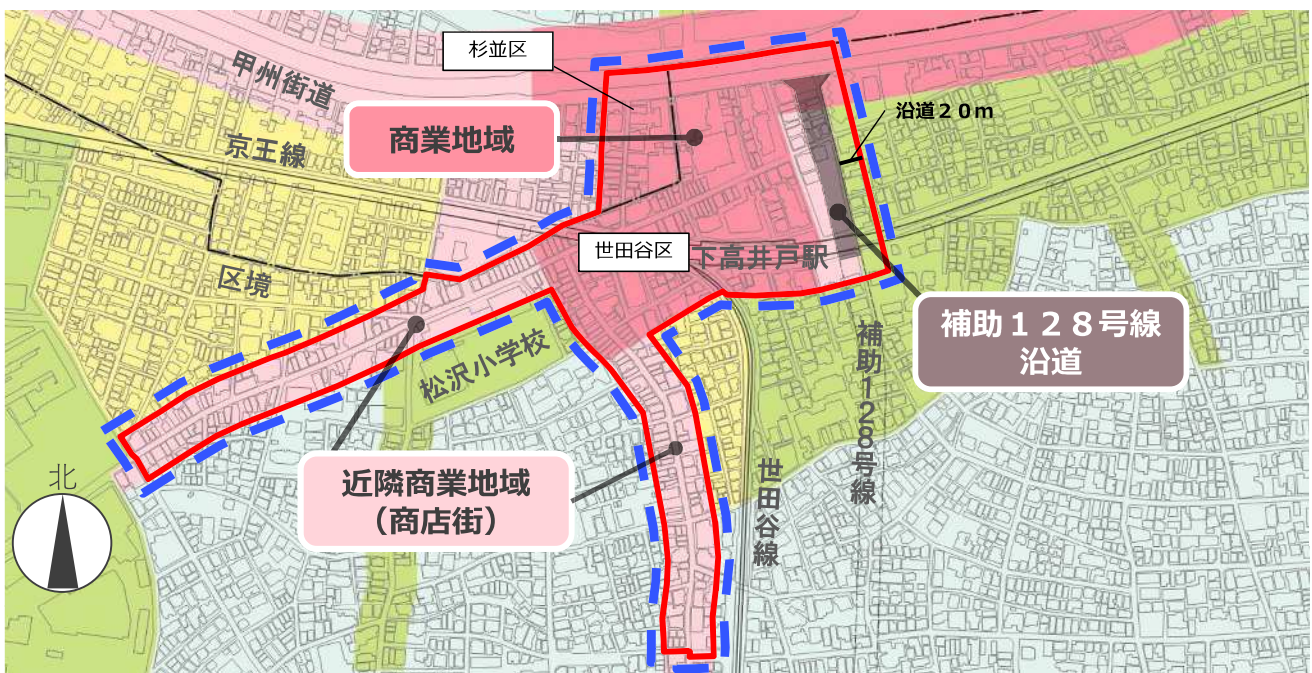 杉並区
甲州街道
商業地域
沿道２０ｍ
京王線
世田谷区
下高井戸駅
区境
補助１２８号線
沿道
松沢小学校
補助１２８号線
近隣商業地域
（商店街）
世田谷線
北